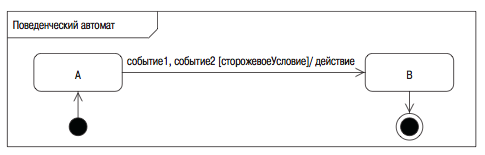 Поведенческий автомат
событие1, событие2 [сторожевоеУсловие]/ действие
A
B